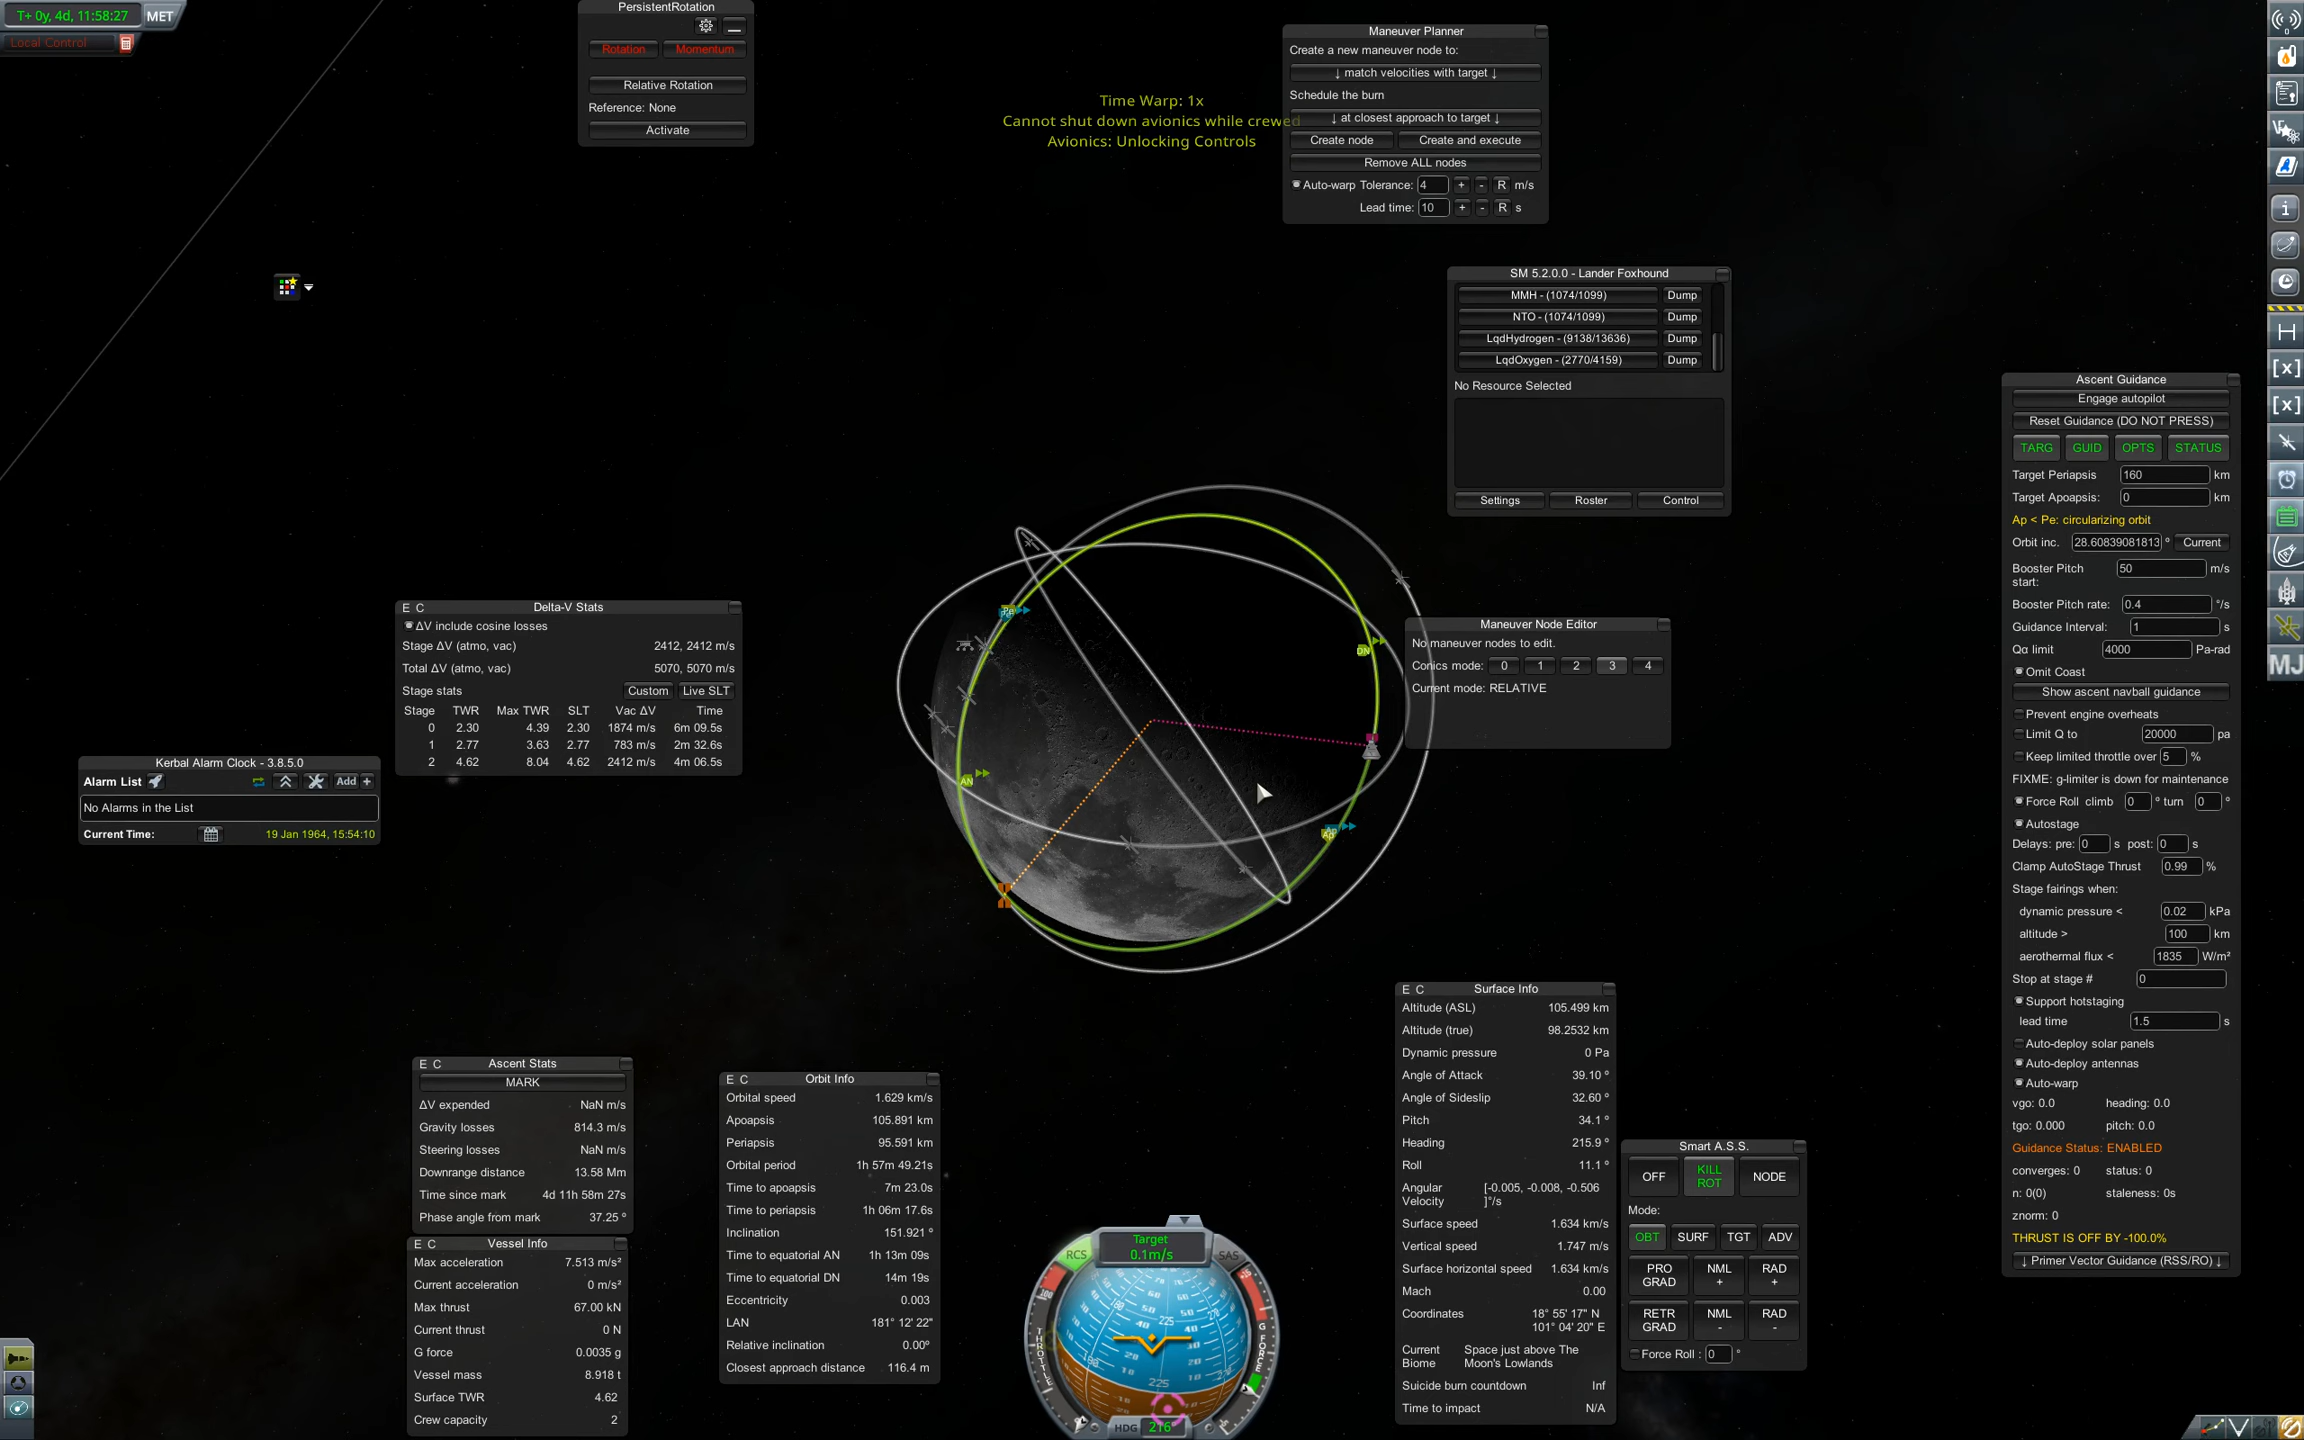 T+ 0y, 4d, 11:58:27 MET
Local Control
PersistentRotation
Rotation Momentum
Relative Rotation
Reference: None
Activate
Time Warp: 1x
Cannot shut down avionics while crewed
Avionics: Unlocking Controls
Maneuver Planner
Create a new maneuver node to:
↓ match velocities with target ↓
Schedule the burn
↓ at closest approach to target ↓
Create node Create and execute
Remove ALL nodes
Auto-warp Tolerance: 4 + - R m/s
Lead time: 10 + - R s
SM 5.2.0.0 - Lander Foxhound
MMH - (1074/1099) Dump
NTO - (1074/1099) Dump
LqdHydrogen - (9138/13636) Dump
LqdOxygen - (2770/4159) Dump
No Resource Selected
Settings Roster Control
Ascent Guidance
Engage autopilot
Reset Guidance (DO NOT PRESS)
TARG GUID OPTS STATUS
Target Periapsis 160 km
Target Apoapsis: 0 km
Ap < Pe: circularizing orbit
Orbit inc. 28.60839081813 º Current
Booster Pitch start: 50 m/s
Booster Pitch rate: 0.4 °/s
Guidance Interval: 1 s
Qα limit 4000 Pa-rad
Omit Coast
Show ascent navball guidance
Prevent engine overheats
Limit Q to 20000 pa
Keep limited throttle over 5 %
FIXME: g-limiter is down for maintenance
Force Roll climb 0 º turn 0 º
Autostage
Delays: pre: 0 s post: 0 s
Clamp AutoStage Thrust 0.99 %
Stage fairings when:
dynamic pressure < 0.02 kPa
altitude > 100 km
aerothermal flux < 1835 W/m²
Stop at stage # 0
Support hotstaging
lead time 1.5 s
Auto-deploy solar panels
Auto-deploy antennas
Auto-warp
vgo: 0.0 heading: 0.0
tgo: 0.000 pitch: 0.0
Guidance Status: ENABLED
converges: 0 status: 0
n: 0(0) staleness: 0s
znorm: 0
THRUST IS OFF BY -100.0%
↓ Primer Vector Guidance (RSS/RO) ↓
E C Delta-V Stats
ΔV include cosine losses
Stage ΔV (atmo, vac) 2412, 2412 m/s
Total ΔV (atmo, vac) 5070, 5070 m/s
Stage stats Custom Live SLT
Stage TWR Max TWR SLT Vac ΔV Time
0 2.30 4.39 2.30 1874 m/s 6m 09.5s
1 2.77 3.63 2.77 783 m/s 2m 32.6s
2 4.62 8.04 4.62 2412 m/s 4m 06.5s
Pe
DN
AN
Maneuver Node Editor
No maneuver nodes to edit.
Conics mode: 0 1 2 3 4
Current mode: RELATIVE
Kerbal Alarm Clock - 3.8.5.0
Alarm List Add +
No Alarms in the List
Current Time: 19 Jan 1964, 15:54:10
E C Ascent Stats
MARK
ΔV expended NaN m/s
Gravity losses 814.3 m/s
Steering losses NaN m/s
Downrange distance 13.58 Mm
Time since mark 4d 11h 58m 27s
Phase angle from mark 37.25 º
E C Vessel Info
Max acceleration 7.513 m/s²
Current acceleration 0 m/s²
Max thrust 67.00 kN
Current thrust 0 N
G force 0.0035 g
Vessel mass 8.918 t
Surface TWR 4.62
Crew capacity 2
E C Orbit Info
Orbital speed 1.629 km/s
Apoapsis 105.891 km
Periapsis 95.591 km
Orbital period 1h 57m 49.21s
Time to apoapsis 7m 23.0s
Time to periapsis 1h 06m 17.6s
Inclination 151.921 º
Time to equatorial AN 1h 13m 09s
Time to equatorial DN 14m 19s
Eccentricity 0.003
LAN 181° 12' 22"
Relative inclination 0.00º
Closest approach distance 116.4 m
RCS Target SAS
0.1m/s
THROTTLE
G FORCE
HDG 216°
E C Surface Info
Altitude (ASL) 105.499 km
Altitude (true) 98.2532 km
Dynamic pressure 0 Pa
Angle of Attack 39.10 º
Angle of Sideslip 32.60 º
Pitch 34.1 º
Heading 215.9 º
Roll 11.1 º
Angular Velocity [-0.005, -0.008, -0.506 ]°/s
Surface speed 1.634 km/s
Vertical speed 1.747 m/s
Surface horizontal speed 1.634 km/s
Mach 0.00
Coordinates 18° 55' 17" N
101° 04' 20" E
Current Biome Space just above The Moon's Lowlands
Suicide burn countdown Inf
Time to impact N/A
Smart A.S.S.
OFF KILL ROT NODE
Mode:
OBT SURF TGT ADV
PRO GRAD NML + RAD +
RETR GRAD NML - RAD -
Force Roll : 0 °
MJ